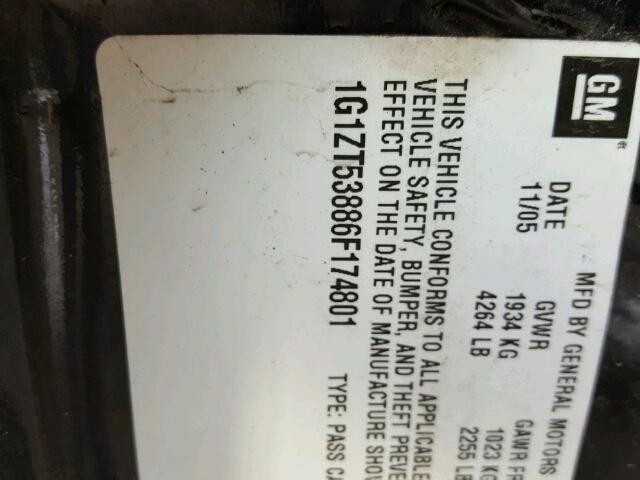 GM
MFD BY GENERAL MOTORS
DATE GVWR GAWR FR
11/05 1934 KG 1023 KG
4264 LB 2255 LB
THIS VEHICLE CONFORMS TO ALL APPLICABLE
VEHICLE SAFETY, BUMPER, AND THEFT PREVE
EFFECT ON THE DATE OF MANUFACTURE SHOW
1G1ZT53886F174801 TYPE: PASS CA